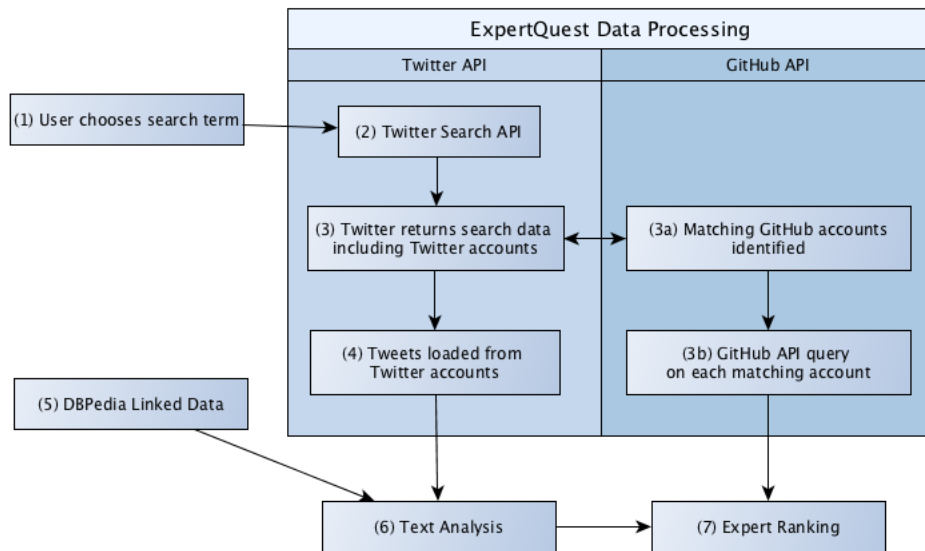 ExpertQuest Data Processing
Twitter API
GitHub API
(1) User chooses search term
(2) Twitter Search API
(3) Twitter returns search data
including Twitter accounts
(3a) Matching GitHub accounts
identified
(4) Tweets loaded from
Twitter accounts
(3b) GitHub API query
on each matching account
(5) DBPedia Linked Data
(6) Text Analysis
(7) Expert Ranking